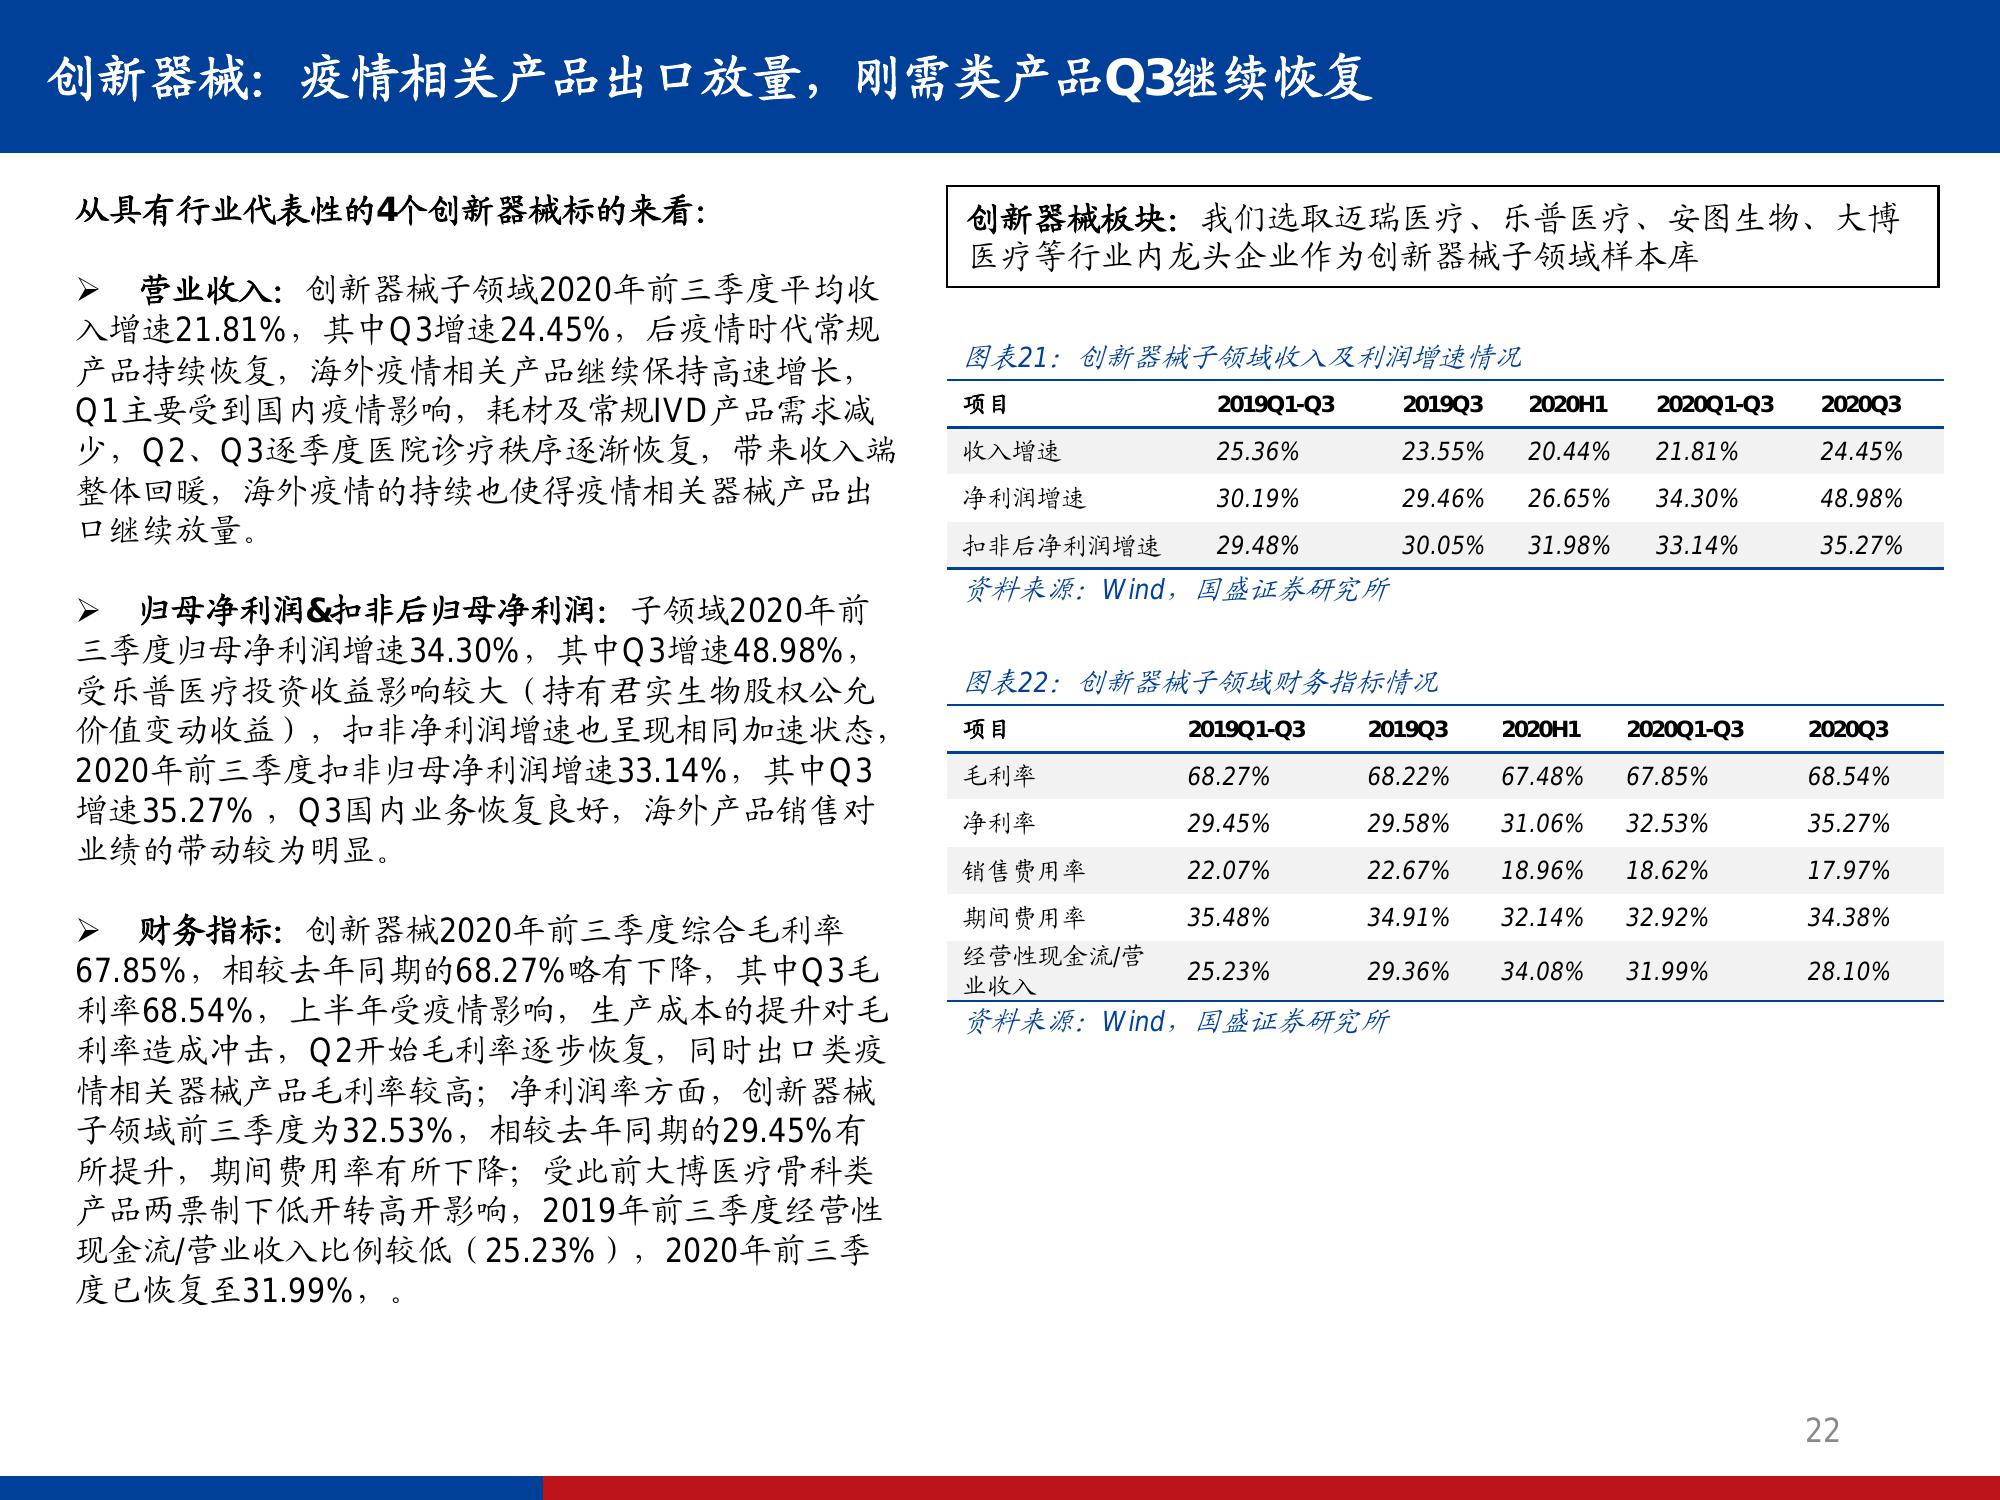 创新器械：疫情相关产品出口放量，刚需类产品Q3继续恢复
从具有行业代表性的4个创新器械标的来看：
➢ 营业收入：创新器械子领域2020年前三季度平均收
入增速21.81%，其中Q3增速24.45%，后疫情时代常规
产品持续恢复，海外疫情相关产品继续保持高速增长，
Q1主要受到国内疫情影响，耗材及常规IVD产品需求减
少，Q2、Q3逐季度医院诊疗秩序逐渐恢复，带来收入端
整体回暖，海外疫情的持续也使得疫情相关器械产品出
口继续放量。
➢ 归母净利润&扣非后归母净利润：子领域2020年前
三季度归母净利润增速34.30%，其中Q3增速48.98%，
受乐普医疗投资收益影响较大（持有君实生物股权公允
价值变动收益），扣非净利润增速也呈现相同加速状态，
2020年前三季度扣非归母净利润增速33.14%，其中Q3
增速35.27% ，Q3国内业务恢复良好，海外产品销售对
业绩的带动较为明显。
➢ 财务指标：创新器械2020年前三季度综合毛利率
67.85%，相较去年同期的68.27%略有下降，其中Q3毛
利率68.54%，上半年受疫情影响，生产成本的提升对毛
利率造成冲击，Q2开始毛利率逐步恢复，同时出口类疫
情相关器械产品毛利率较高；净利润率方面，创新器械
子领域前三季度为32.53%，相较去年同期的29.45%有
所提升，期间费用率有所下降；受此前大博医疗骨科类
产品两票制下低开转高开影响，2019年前三季度经营性
现金流/营业收入比例较低（25.23% ），2020年前三季
度已恢复至31.99%，。
创新器械板块：我们选取迈瑞医疗、乐普医疗、安图生物、大博
医疗等行业内龙头企业作为创新器械子领域样本库
图表21：创新器械子领域收入及利润增速情况
项目 2019Q1-Q3 2019Q3 2020H1 2020Q1-Q3 2020Q3
收入增速 25.36% 23.55% 20.44% 21.81% 24.45%
净利润增速 30.19% 29.46% 26.65% 34.30% 48.98%
扣非后净利润增速 29.48% 30.05% 31.98% 33.14% 35.27%
资料来源：Wind，国盛证券研究所
图表22：创新器械子领域财务指标情况
项目 2019Q1-Q3 2019Q3 2020H1 2020Q1-Q3 2020Q3
毛利率 68.27% 68.22% 67.48% 67.85% 68.54%
净利率 29.45% 29.58% 31.06% 32.53% 35.27%
销售费用率 22.07% 22.67% 18.96% 18.62% 17.97%
期间费用率 35.48% 34.91% 32.14% 32.92% 34.38%
经营性现金流/营
业收入 25.23% 29.36% 34.08% 31.99% 28.10%
资料来源：Wind，国盛证券研究所
22